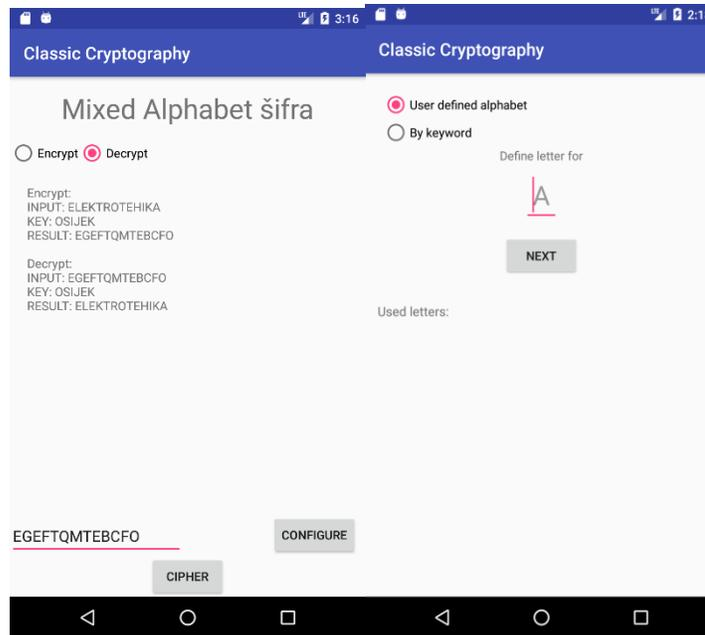 3:16
Classic Cryptography
Mixed Alphabet šifra
Encrypt Decrypt
Encrypt:
INPUT: ELEKTROTEHIKA
KEY: OSIJEK
RESULT: EGEFTQMTEBCFO
Decrypt:
INPUT: EGEFTQMTEBCFO
KEY: OSIJEK
RESULT: ELEKTROTEHIKA
EGEFTQMTEBCFO
CONFIGURE
CIPHER
LTE
Classic Cryptography
User defined alphabet
By keyword
Define letter for
A
NEXT
Used letters: